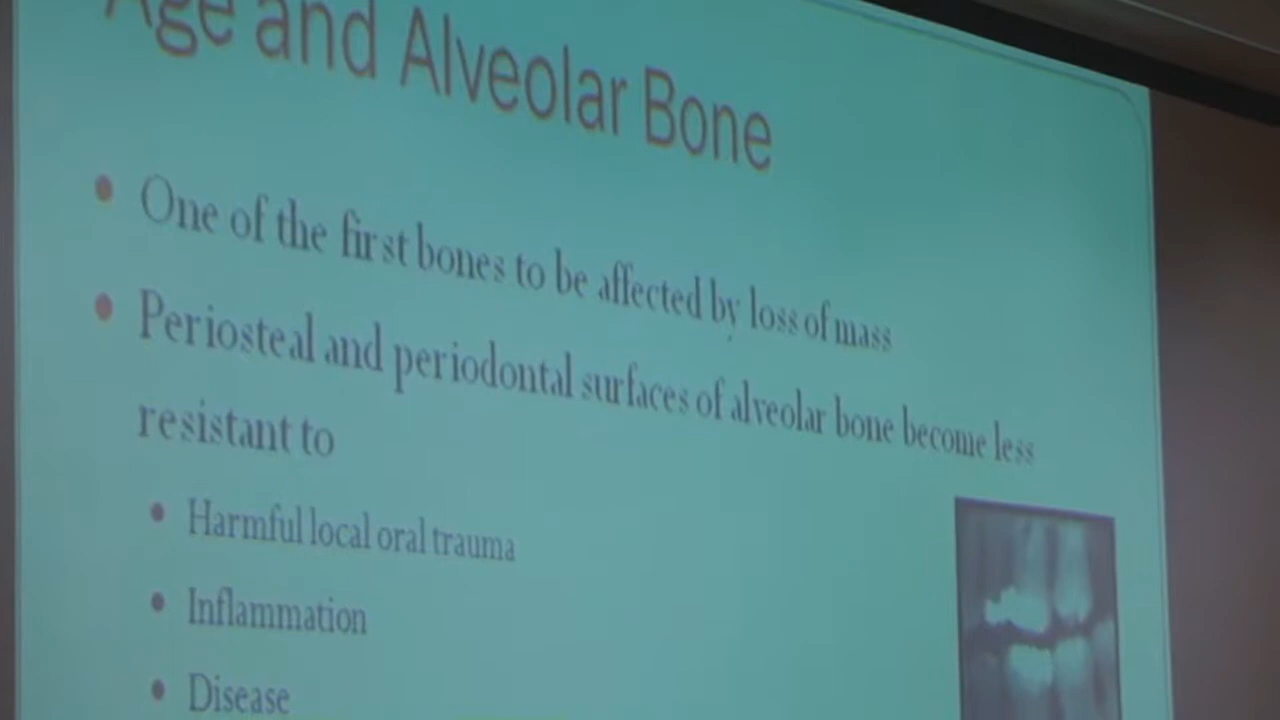 Age and Alveolar Bone
• One of the first bones to be affected by loss of mass
• Periosteal and periodontal surfaces of alveolar bone become less
resistant to
• Harmful local oral trauma
• Inflammation
• Disease